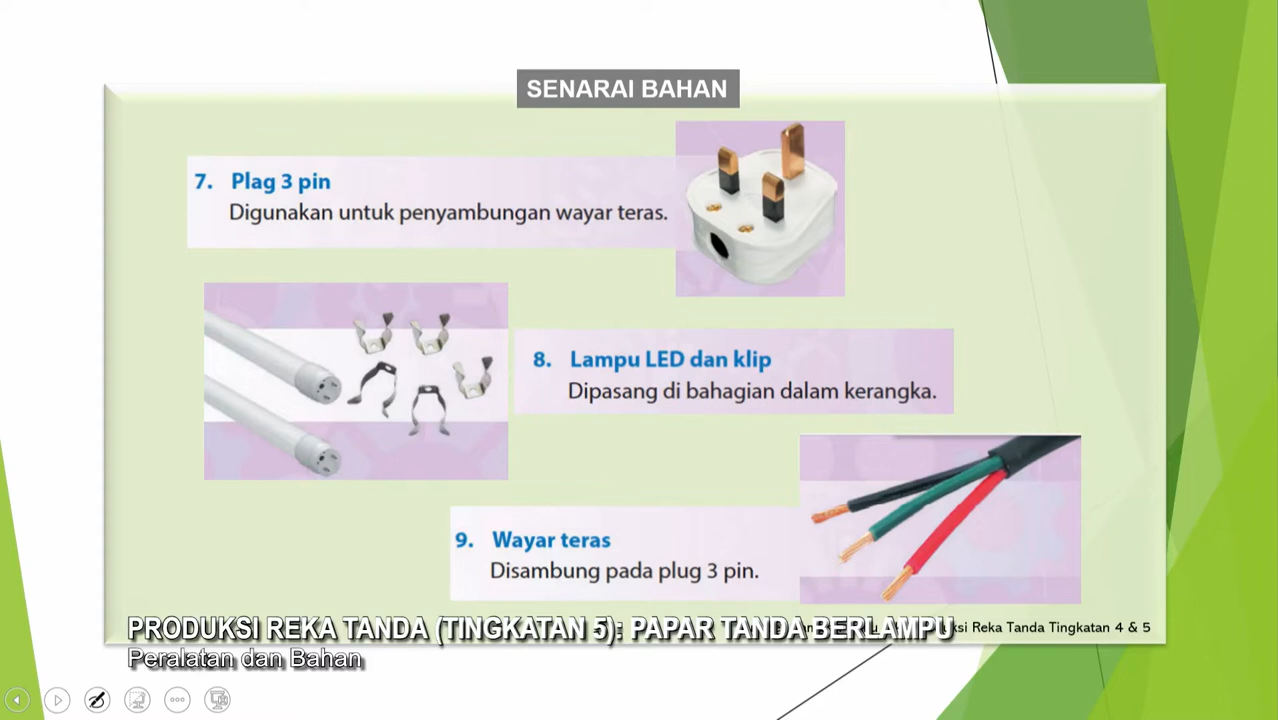 SENARAI BAHAN
7. Plag 3 pin
Digunakan untuk penyambungan wayar teras.
8. Lampu LED dan klip
Dipasang di bahagian dalam kerangka.
9. Wayar teras
Disambung pada plug 3 pin.
PRODUKSI REKA TANDA (TINGKATAN 5): PAPAR TANDA BERLAMPU
Reka Tanda Tingkatan 4 & 5
Peralatan dan Bahan